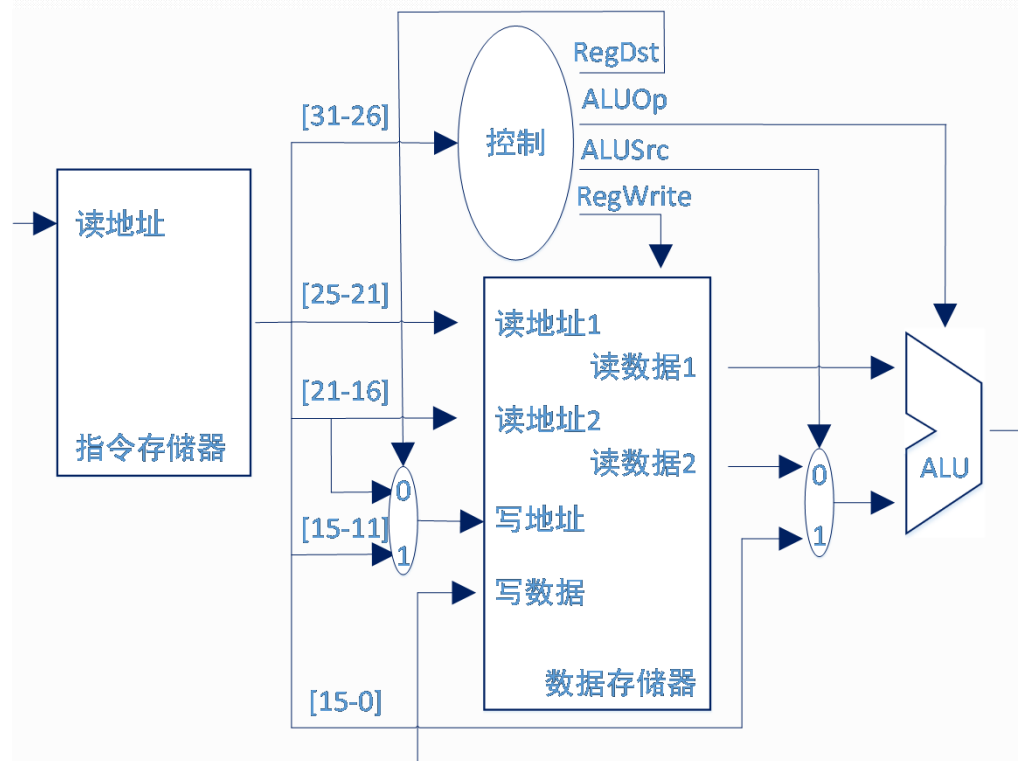 RegDst
ALUOp
[31-26]
控制
ALUSrc
RegWrite
读地址
[25-21]
读地址1
读数据1
[21-16]
读地址2
指令存储器
读数据2
0
ALU
0
[15-11]
写地址
1
1
写数据
数据存储器
[15-0]